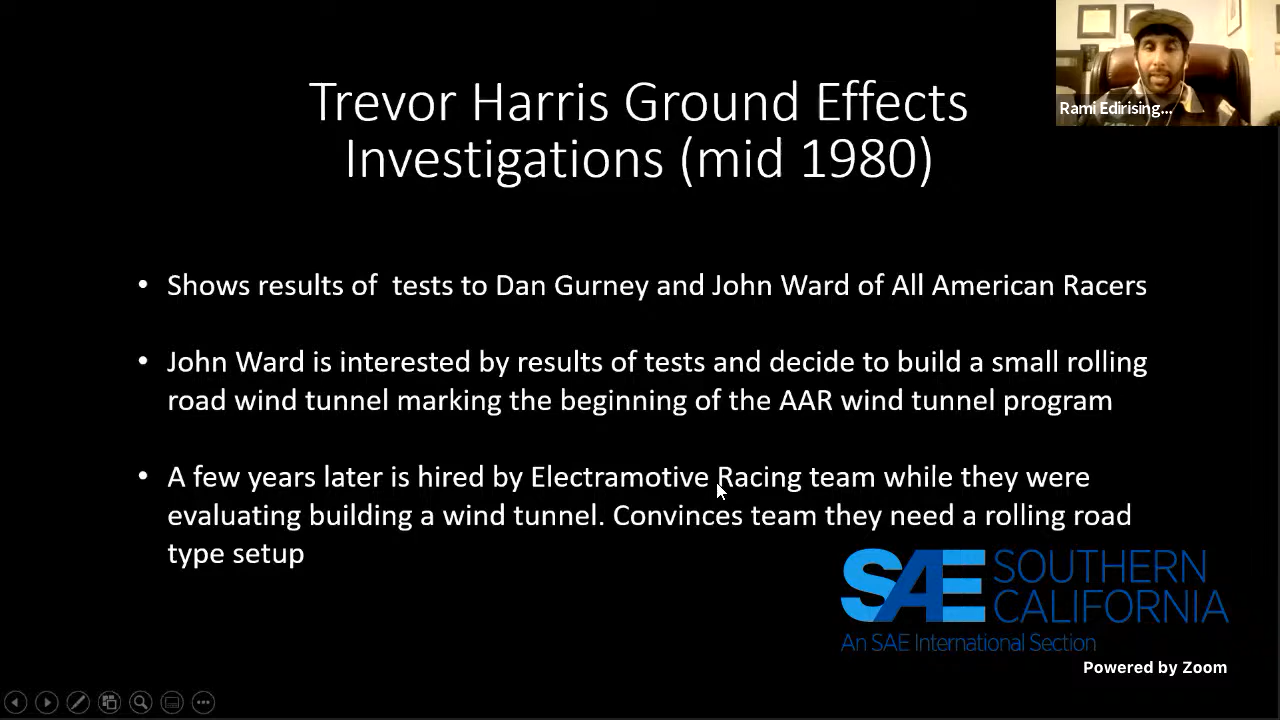 Trevor Harris Ground Effects
Investigations (mid 1980)
Rami Edirising...
• Shows results of  tests to Dan Gurney and John Ward of All American Racers
• John Ward is interested by results of tests and decide to build a small rolling
road wind tunnel marking the beginning of the AAR wind tunnel program
• A few years later is hired by Electramotive Racing team while they were
evaluating building a wind tunnel. Convinces team they need a rolling road
type setup
SAE SOUTHERN
CALIFORNIA
An SAE International Section
Powered by Zoom